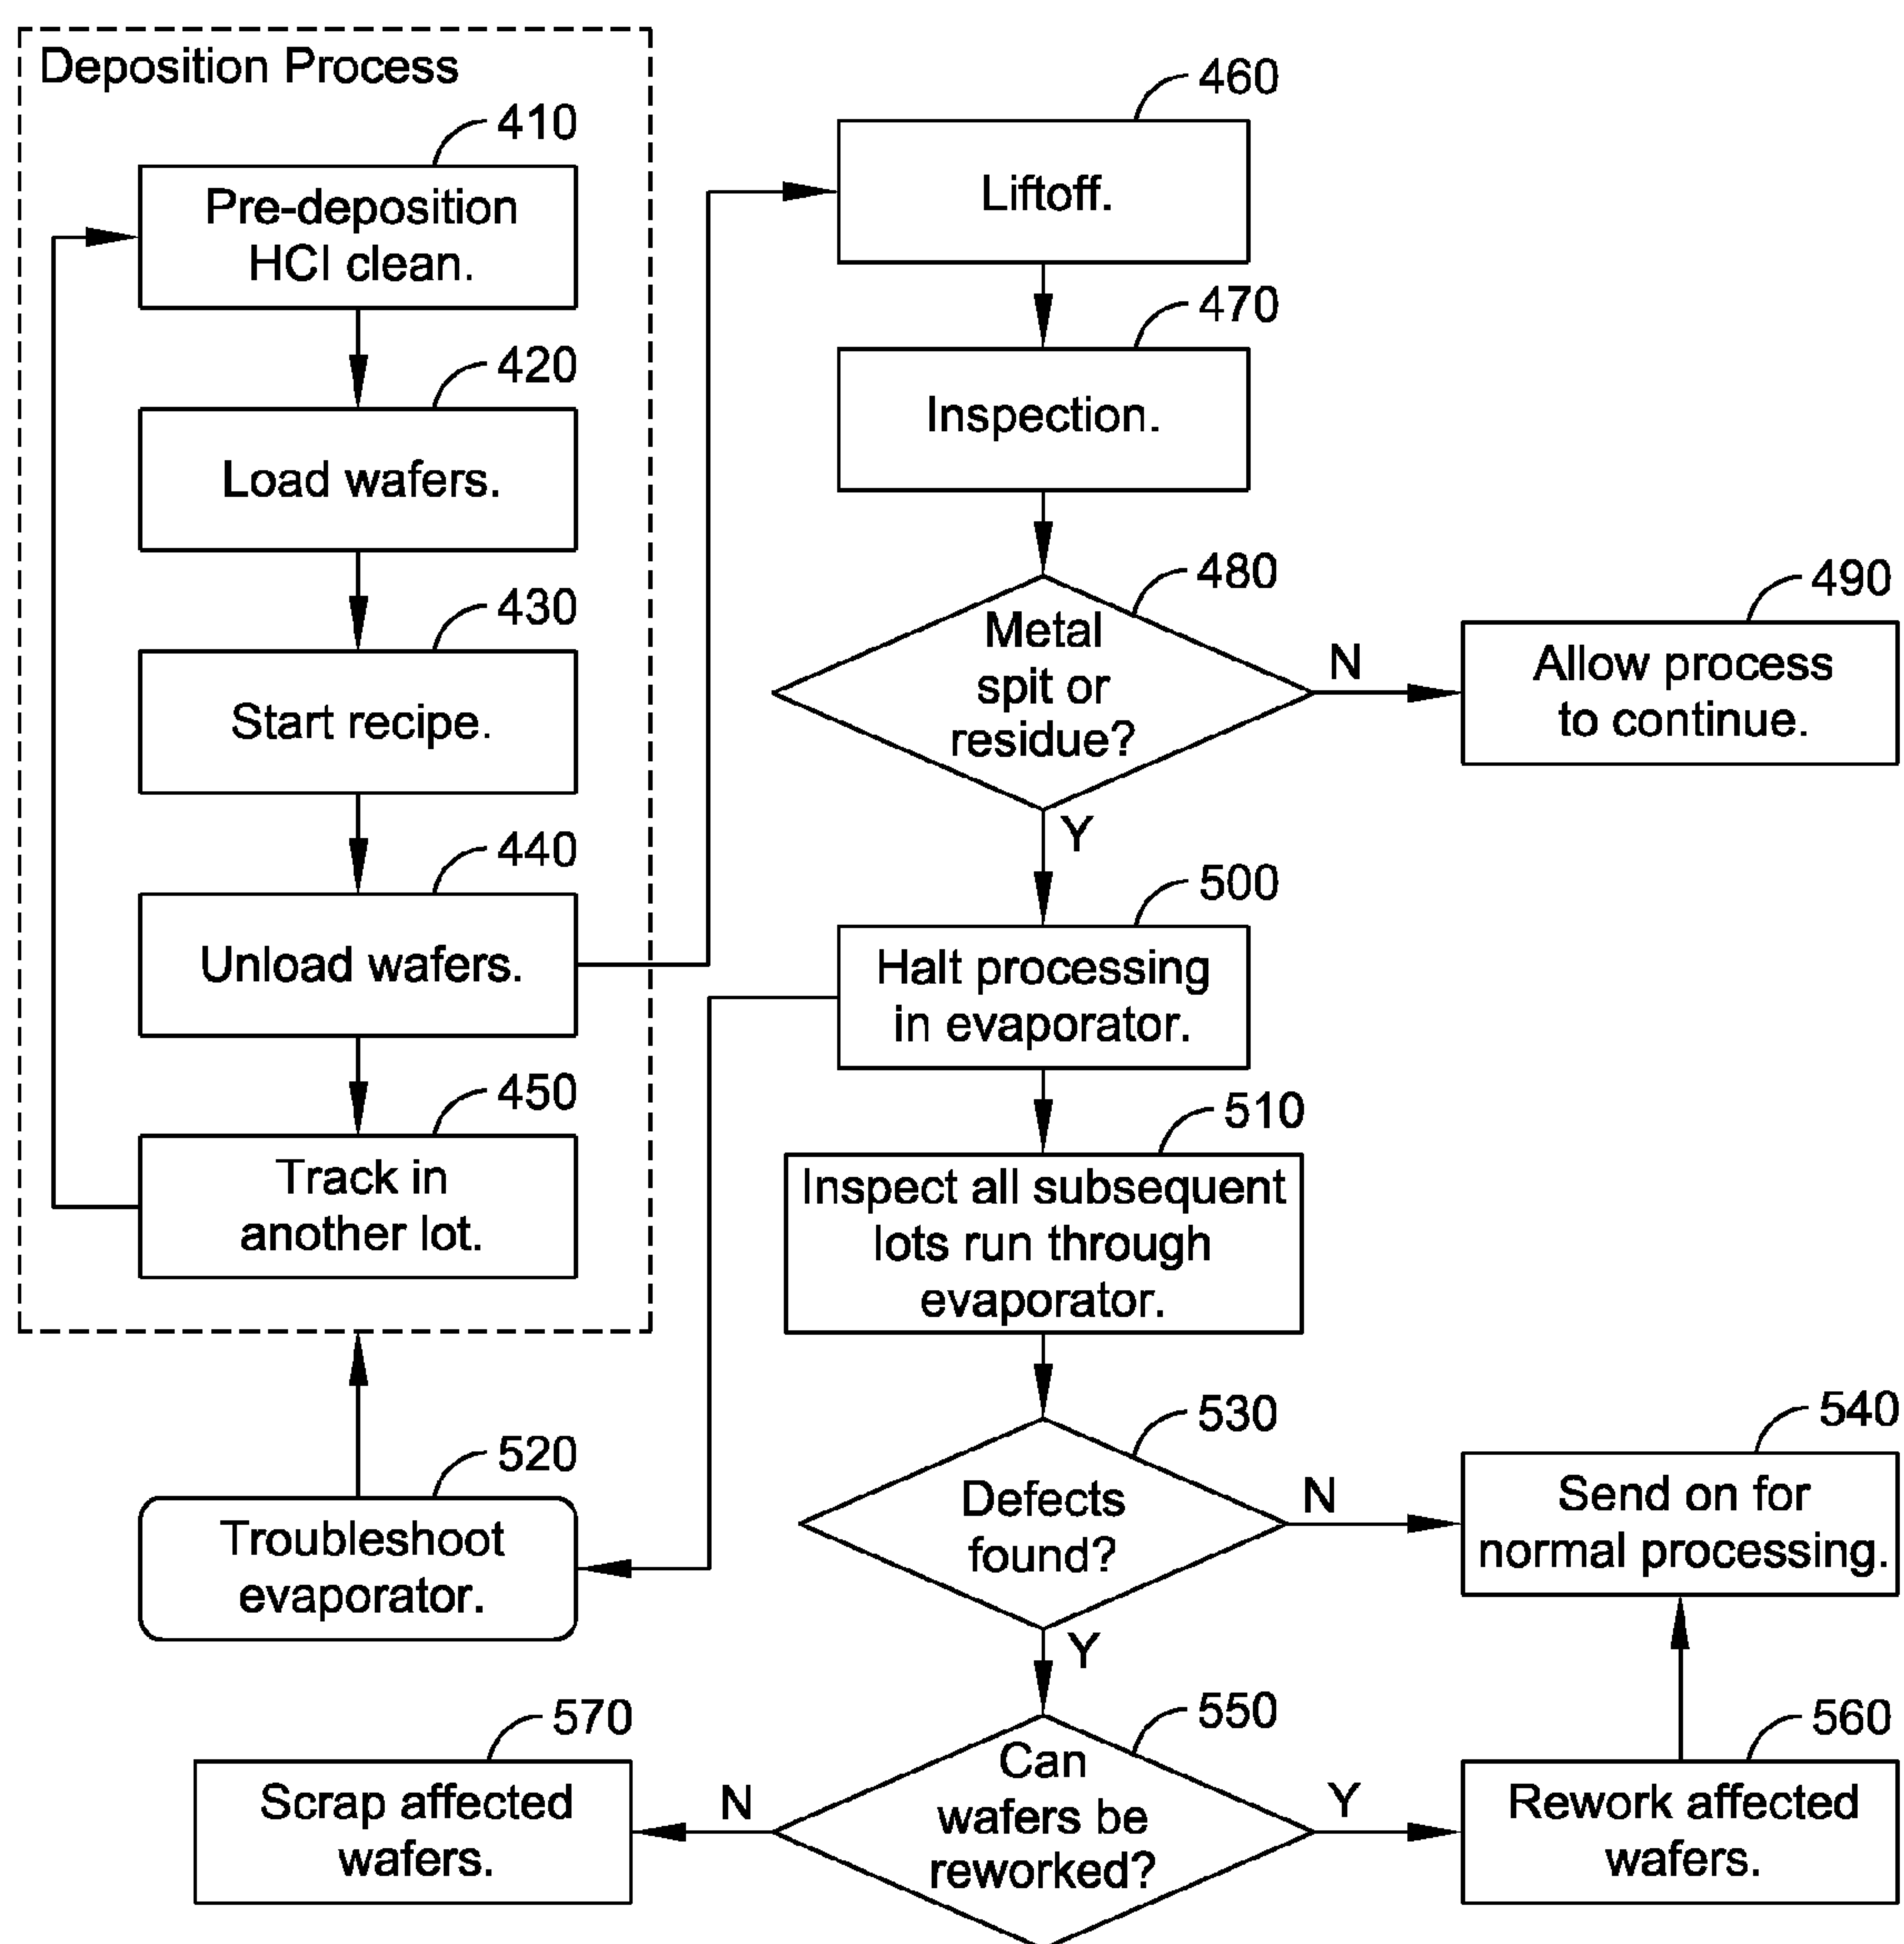 Deposition Process
410
Pre-deposition
HCl clean.
420
Load wafers.
430
Start recipe.
440
Unload wafers.
450
Track in
another lot.
460
Liftoff.
470
Inspection.
480
Metal
spit or
residue?
N
490
Allow process
to continue.
Y
500
Halt processing
in evaporator.
510
Inspect all subsequent
lots run through
evaporator.
520
Troubleshoot
evaporator.
530
Defects
found?
N
540
Send on for
normal processing.
Y
550
Can
wafers be
reworked?
Y
560
Rework affected
wafers.
N
570
Scrap affected
wafers.